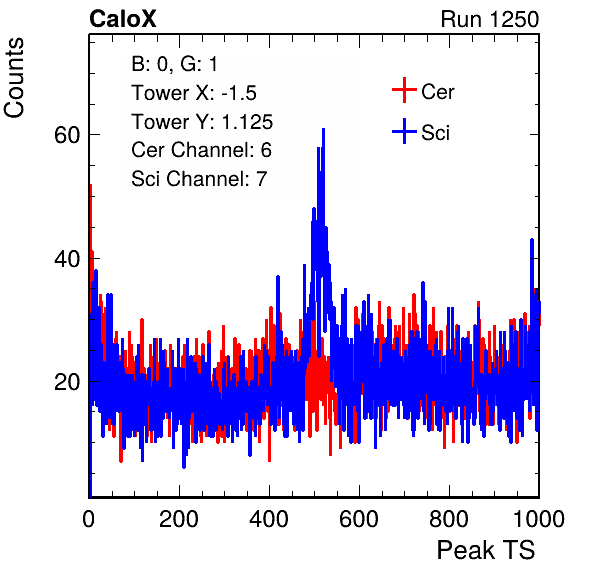 CaloX Run 1250
Counts
B: 0, G: 1
Tower X: -1.5
Tower Y: 1.125
Cer Channel: 6
Sci Channel: 7
Cer
Sci
60
40
20
0 200 400 600 800 1000
Peak TS